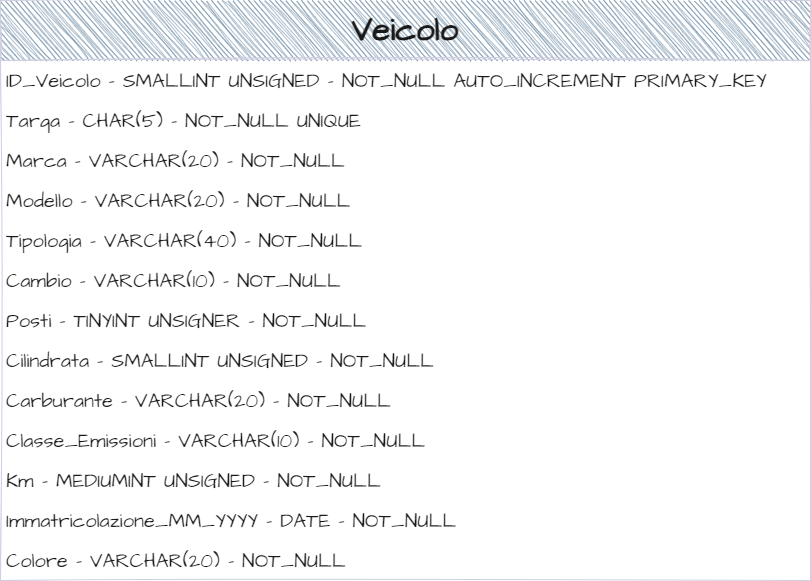 Veicolo
ID_Veicolo - SMALLINT UNSIGNED - NOT_NULL AUTO_INCREMENT PRIMARY_KEY
Targa - CHAR(5) - NOT_NULL UNIQUE
Marca - VARCHAR(20) - NOT_NULL
Modello - VARCHAR(20) - NOT_NULL
Tipologia - VARCHAR(40) - NOT_NULL
Cambio - VARCHAR(10) - NOT_NULL
Posti - TINYINT UNSIGNER - NOT_NULL
Cilindrata - SMALLINT UNSIGNED - NOT_NULL
Carburante - VARCHAR(20) - NOT_NULL
Classe_Emissioni - VARCHAR(10) - NOT_NULL
Km - MEDIUMINT UNSIGNED - NOT_NULL
Immatricolazione_MM_YYYY - DATE - NOT_NULL
Colore - VARCHAR(20) - NOT_NULL